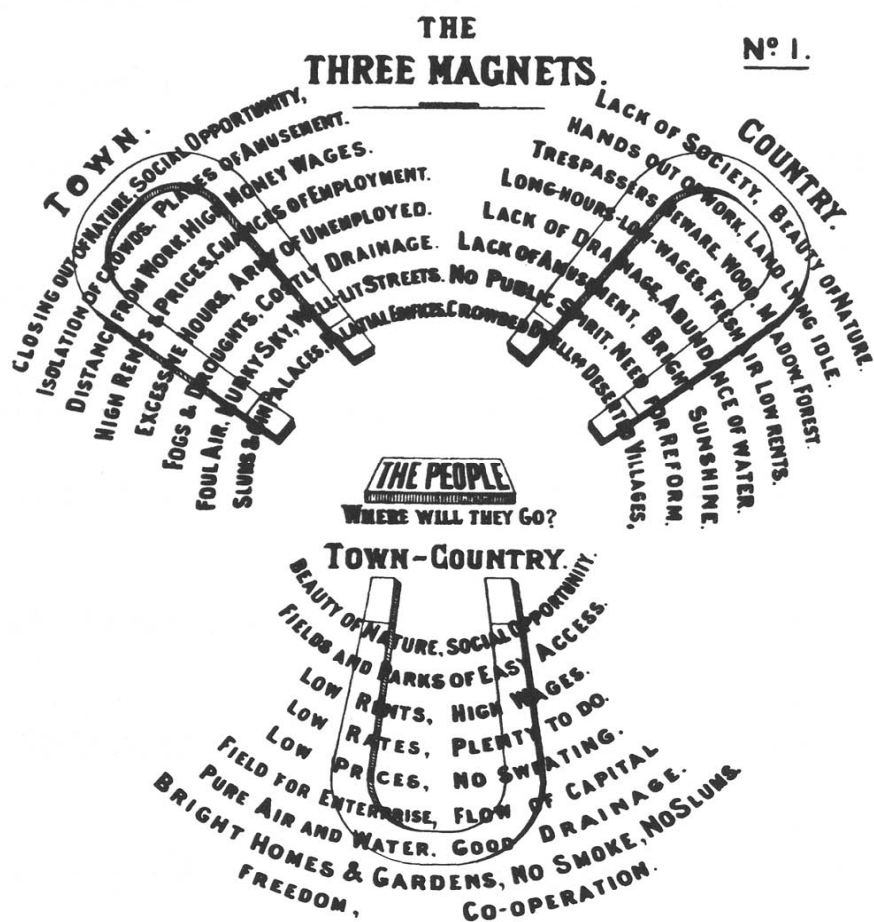 THE
THREE MAGNETS.
Nº 1.
TOWN.
CLOSING OUT OF NATURE, SOCIAL OPPORTUNITY,
ISOLATION OF CROWDS. PLACES OF AMUSEMENT.
DISTANCE FROM WORK. HIGH MONEY WAGES.
HIGH RENTS & PRICES. CHANCES OF EMPLOYMENT.
EXCESSIVE HOURS, ARMY OF UNEMPLOYED.
FOGS & DROUGHTS. COSTLY DRAINAGE.
FOUL AIR. MURKY SKY. WELL-LIT STREETS.
SLUMS & GIN PALACES. PALATIAL EDIFICES.
COUNTRY.
LACK OF SOCIETY, BEAUTY OF NATURE.
HANDS OUT OF WORK, LAND LYING IDLE.
TRESPASSERS BEWARE. WOOD, MEADOW, FOREST.
LONG-HOURS-LOW-WAGES, FRESH AIR LOW RENTS.
LACK OF DRAINAGE, ABUNDANCE OF WATER.
LACK OF AMUSEMENT, BRIGHT SUNSHINE.
NO PUBLIC SPIRIT, NEED FOR REFORM.
CROWDED DWELLGS DESERTED VILLAGES,
THE PEOPLE
WHERE WILL THEY GO?
TOWN-COUNTRY.
BEAUTY OF NATURE, SOCIAL OPPORTUNITY.
FIELDS AND PARKS OF EASY ACCESS.
LOW RENTS, HIGH WAGES.
LOW RATES, PLENTY TO DO.
LOW PRICES, NO SWEATING.
FIELD FOR ENTERPRISE, FLOW OF CAPITAL
PURE AIR AND WATER. GOOD DRAINAGE.
BRIGHT HOMES & GARDENS, NO SMOKE, NO SLUMS.
FREEDOM, CO-OPERATION.